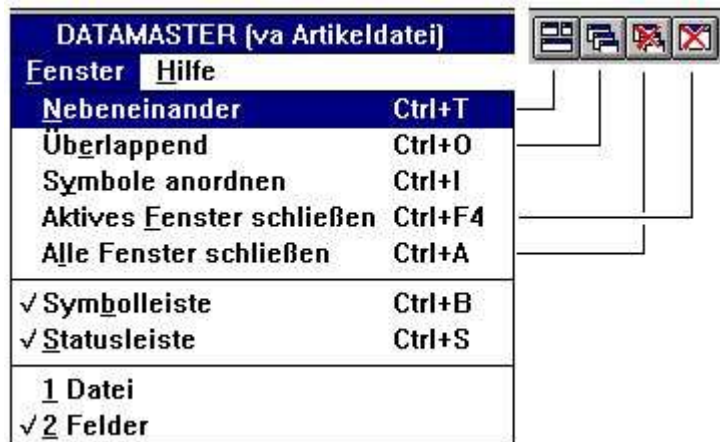 DATAMASTER (va Artikeldatei)
Fenster Hilfe
Nebeneinander Ctrl+T
Überlappend Ctrl+O
Symbole anordnen Ctrl+I
Aktives Fenster schließen Ctrl+F4
Alle Fenster schließen Ctrl+A
√ Symbolleiste Ctrl+B
√ Statusleiste Ctrl+S
1 Datei
√ 2 Felder